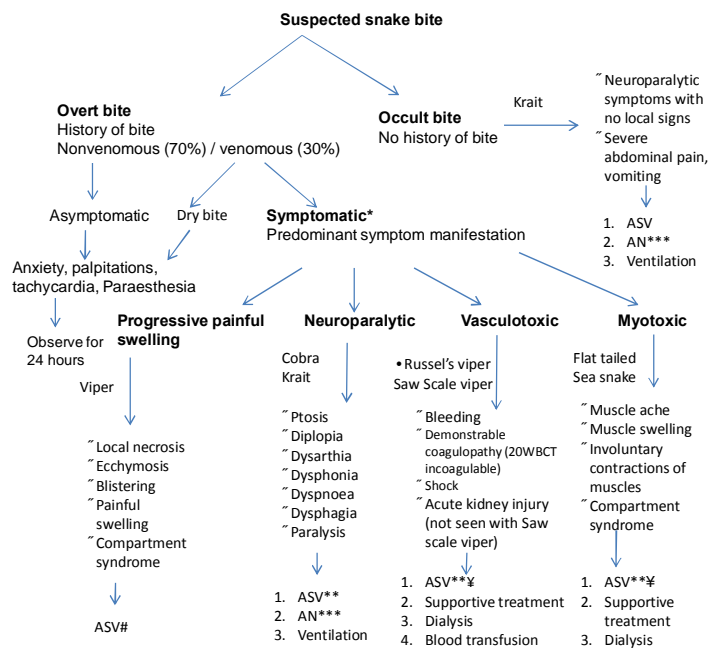 Suspected snake bite
Overt bite
History of bite
Nonvenomous (70%) / venomous (30%)
Occult bite
No history of bite
Krait
˝ Neuroparalytic
symptoms with
no local signs
˝ Severe
abdominal pain,
vomiting
1. ASV
2. AN***
3. Ventilation
Asymptomatic
Dry bite
Symptomatic*
Predominant symptom manifestation
Anxiety, palpitations,
tachycardia, Paraesthesia
Observe for
24 hours
Progressive painful
swelling
Viper
˝ Local necrosis
˝ Ecchymosis
˝ Blistering
˝ Painful
swelling
˝ Compartment
syndrome
ASV#
Neuroparalytic
Cobra
Krait
˝ Ptosis
˝ Diplopia
˝ Dysarthia
˝ Dysphonia
˝ Dyspnoea
˝ Dysphagia
˝ Paralysis
1. ASV**
2. AN***
3. Ventilation
Vasculotoxic
•Russel's viper
Saw Scale viper
˝ Bleeding
˝ Demonstrable
coagulopathy (20WBCT
incoagulable)
˝ Shock
˝ Acute kidney injury
(not seen with Saw
scale viper)
1. ASV**¥
2. Supportive treatment
3. Dialysis
4. Blood transfusion
Myotoxic
Flat tailed
Sea snake
˝ Muscle ache
˝ Muscle swelling
˝ Involuntary
contractions of
muscles
˝ Compartment
syndrome
1. ASV**¥
2. Supportive
treatment
3. Dialysis